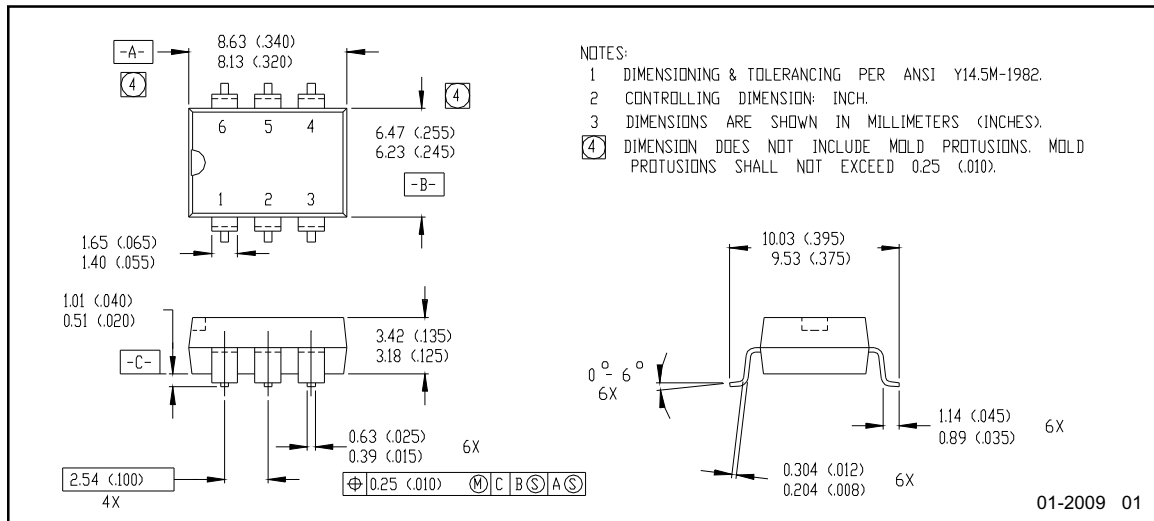 -A-
8.63 (.340)
8.13 (.320)
4
4
6 5 4
1 2 3
6.47 (.255)
6.23 (.245)
-B-
1.65 (.065)
1.40 (.055)
NOTES:
1 DIMENSIONING & TOLERANCING PER ANSI Y14.5M-1982.
2 CONTROLLING DIMENSION: INCH.
3 DIMENSIONS ARE SHOWN IN MILLIMETERS (INCHES).
4 DIMENSION DOES NOT INCLUDE MOLD PROTUSIONS. MOLD
PROTUSIONS SHALL NOT EXCEED 0.25 (.010).
1.01 (.040)
0.51 (.020)
-C-
3.42 (.135)
3.18 (.125)
0.63 (.025)
0.39 (.015)
6X
2.54 (.100)
4X
⌖ 0.25 (.010) Ⓜ C B Ⓢ A Ⓢ
10.03 (.395)
9.53 (.375)
0° - 6°
6X
1.14 (.045)
0.89 (.035)
6X
0.304 (.012)
0.204 (.008)
6X
01-2009 01